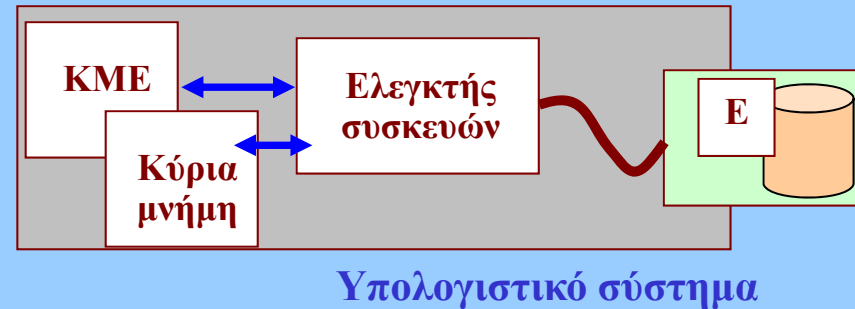 ΚΜΕ
Κύρια
μνήμη
Ελεγκτής
συσκευών
Ε
Υπολογιστικό σύστημα